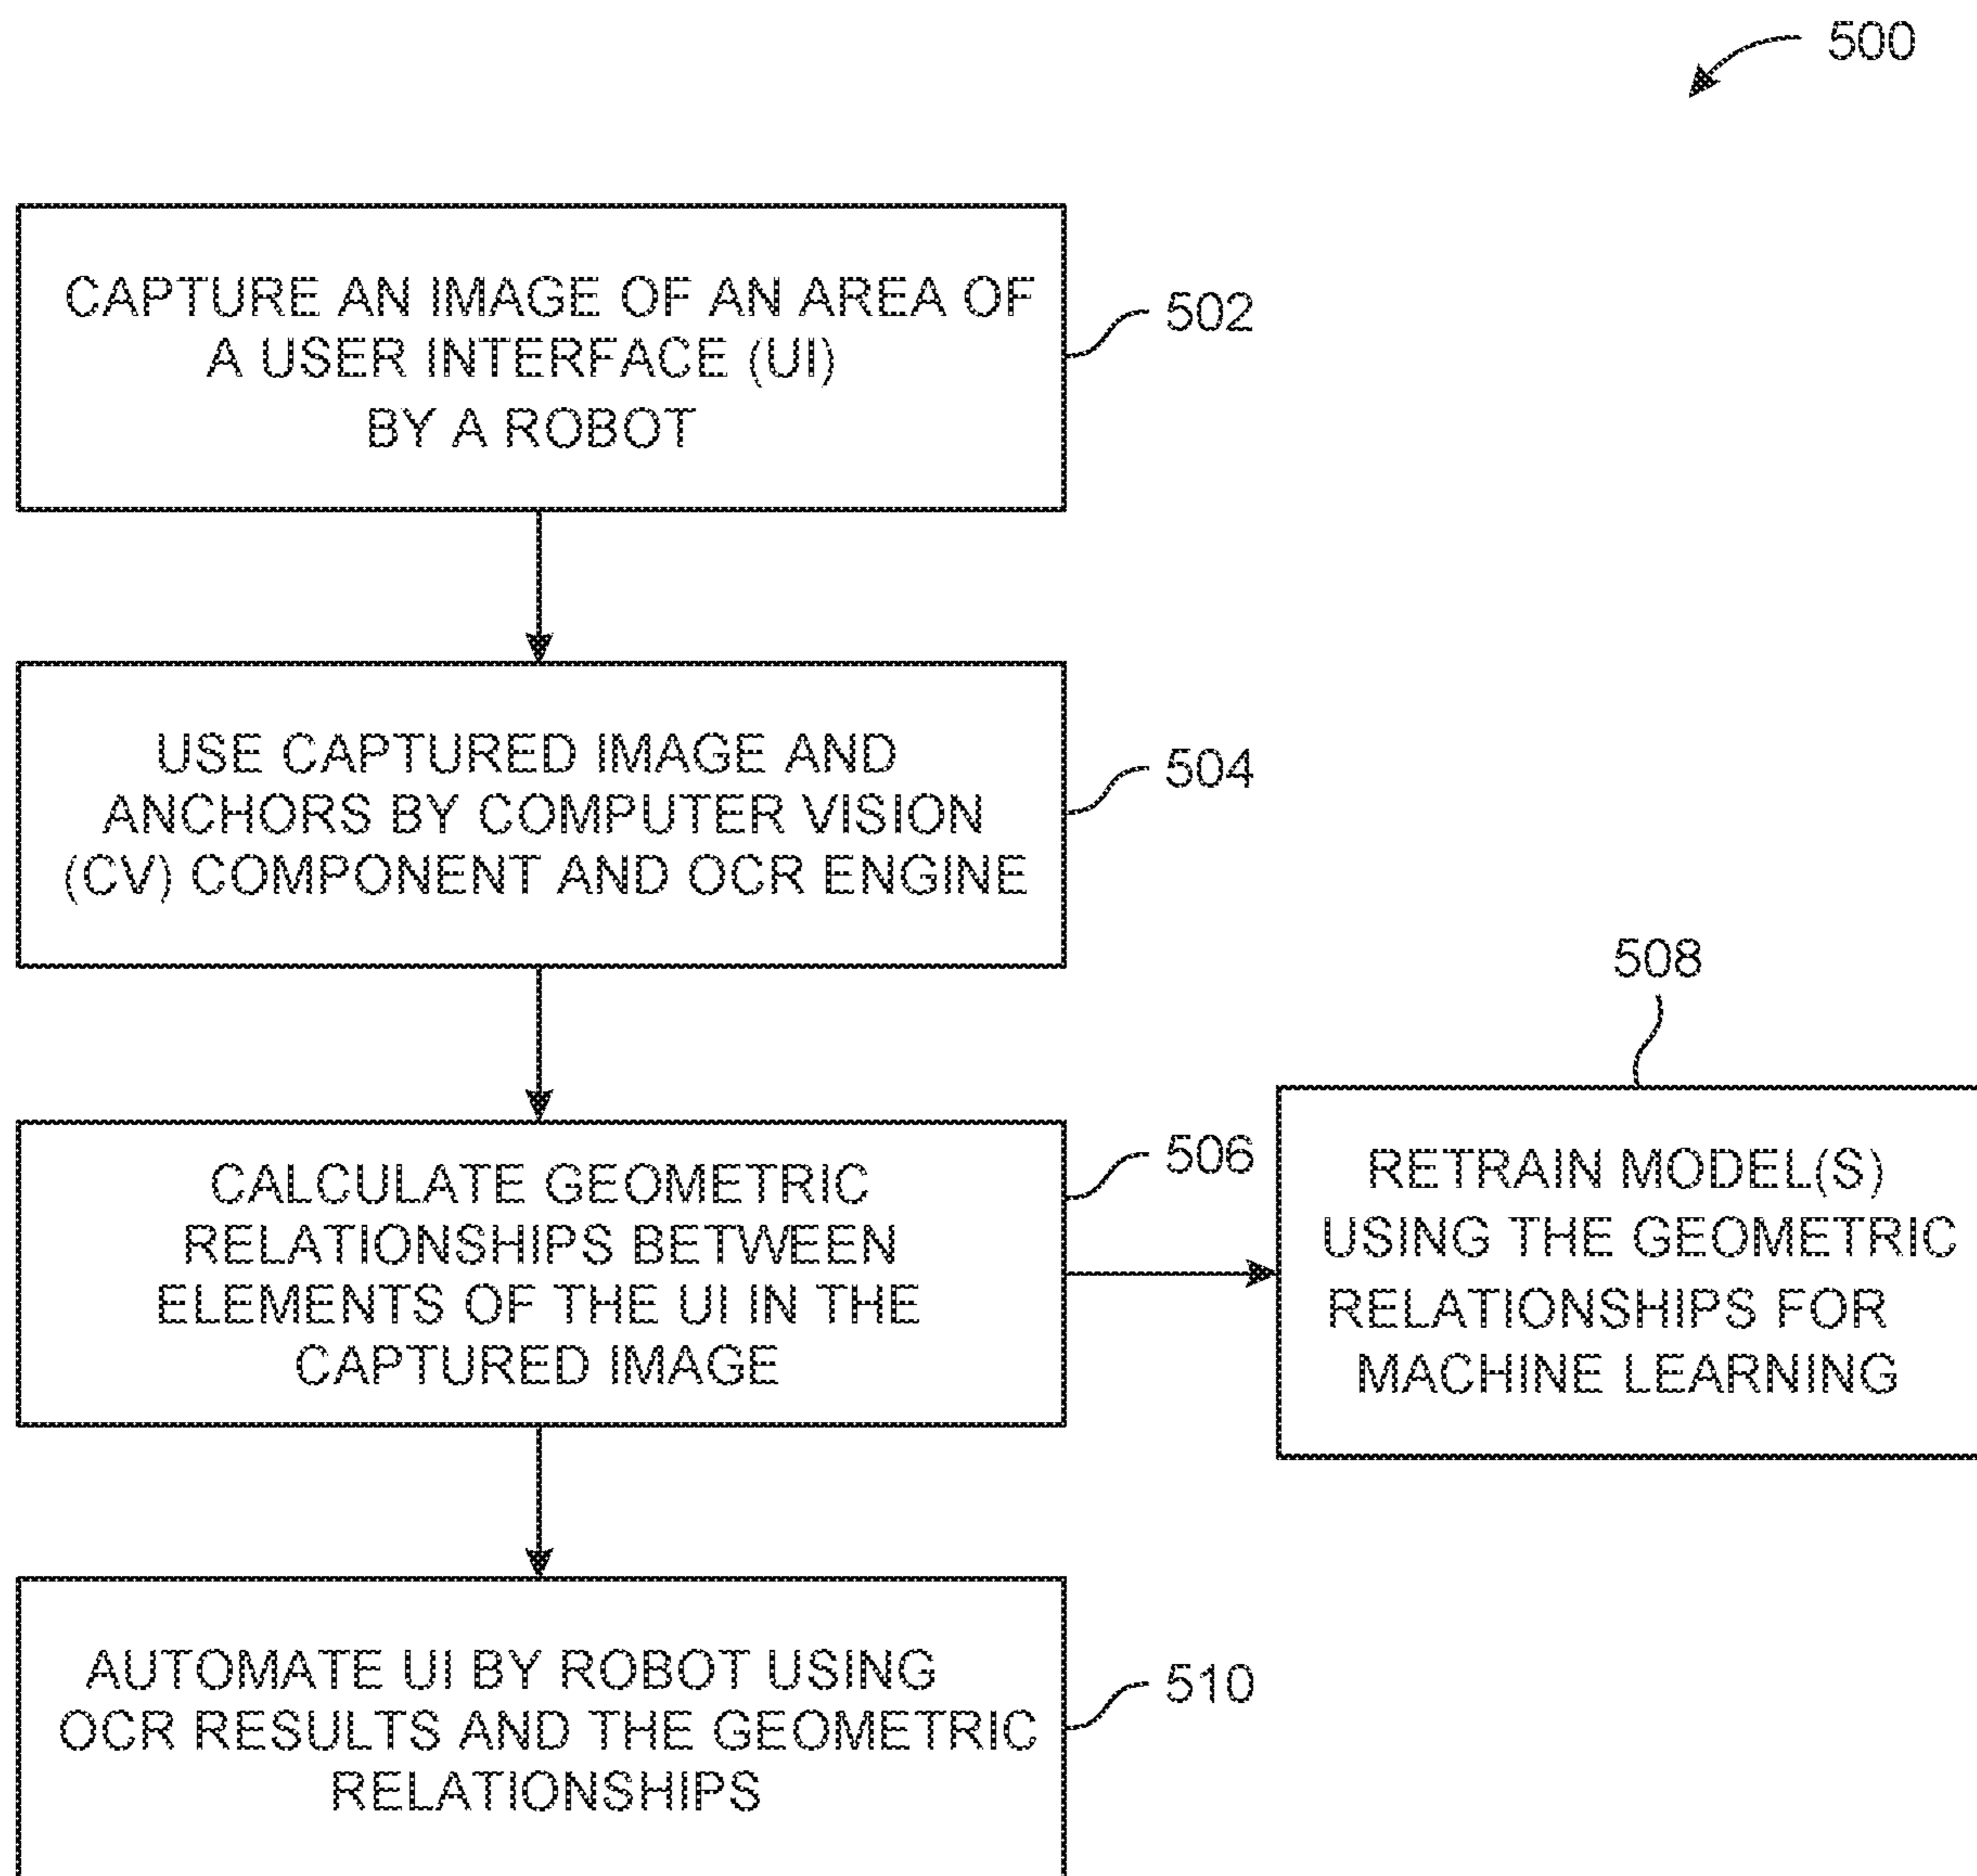 500
CAPTURE AN IMAGE OF AN AREA OF
A USER INTERFACE (UI)
BY A ROBOT
502
USE CAPTURED IMAGE AND
ANCHORS BY COMPUTER VISION
(CV) COMPONENT AND OCR ENGINE
504
CALCULATE GEOMETRIC
RELATIONSHIPS BETWEEN
ELEMENTS OF THE UI IN THE
CAPTURED IMAGE
506
508
RETRAIN MODEL(S)
USING THE GEOMETRIC
RELATIONSHIPS FOR
MACHINE LEARNING
AUTOMATE UI BY ROBOT USING
OCR RESULTS AND THE GEOMETRIC
RELATIONSHIPS
510